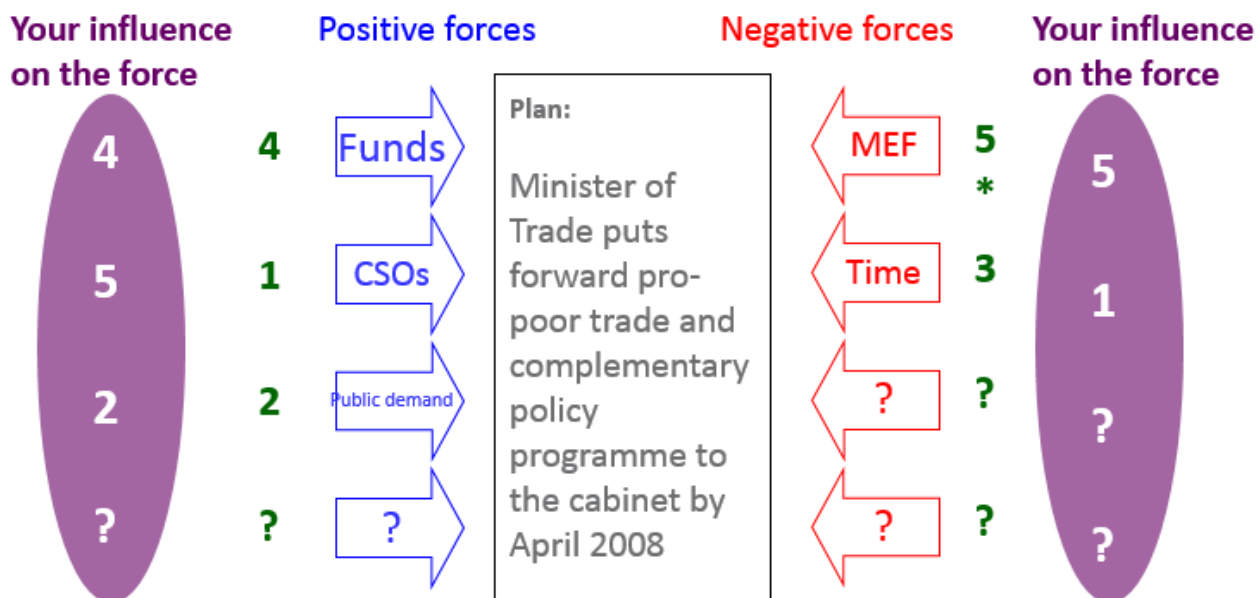 Your influence
on the force
Positive forces
Negative forces
Your influence
on the force
4
4
Funds
Plan:
MEF
5
*
5
5
1
CSOs
Minister of
Trade puts
forward pro-
poor trade and
complementary
policy
programme to
the cabinet by
April 2008
Time
3
1
2
2
Public demand
?
?
?
?
?
?
?
?
?